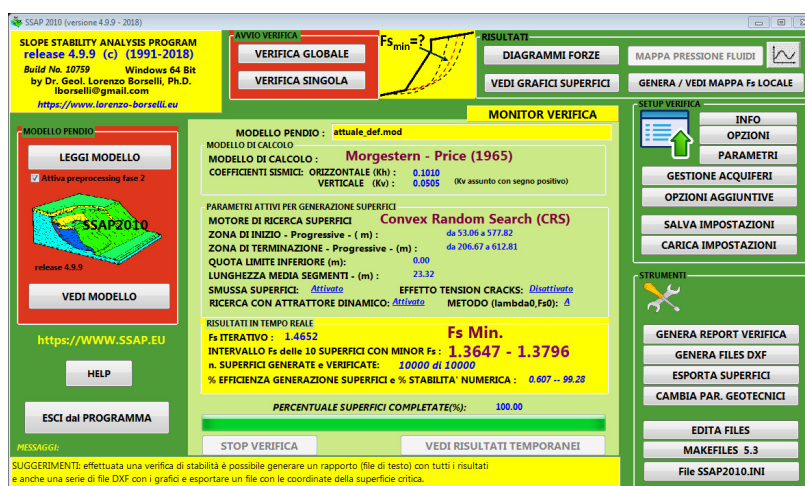 SSAP 2010 (versione 4.9.9 - 2018)
SLOPE STABILITY ANALYSIS PROGRAM
release 4.9.9 (c) (1991-2018)
Build No. 10759 Windows 64 Bit
by Dr. Geol. Lorenzo Borselli, Ph.D.
lborselli@gmail.com
https://www.lorenzo-borselli.eu
AVVIO VERIFICA
VERIFICA GLOBALE
VERIFICA SINGOLA
Fsmin=?
RISULTATI
DIAGRAMMI FORZE
MAPPA PRESSIONE FLUIDI
VEDI GRAFICI SUPERFICI
GENERA / VEDI MAPPA Fs LOCALE
MODELLO PENDIO
LEGGI MODELLO
Attiva preprocessing fase 2
SSAP2010
release 4.9.9
VEDI MODELLO
https://WWW.SSAP.EU
HELP
ESCI dal PROGRAMMA
MESSAGGI:
MONITOR VERIFICA
MODELLO PENDIO : attuale_def.mod
MODELLO DI CALCOLO
MODELLO DI CALCOLO : Morgestern - Price (1965)
COEFFICIENTI SISMICI: ORIZZONTALE (Kh) : 0.1010
VERTICALE (Kv) : 0.0505 (Kv assunto con segno positivo)
PARAMETRI ATTIVI PER GENERAZIONE SUPERFICI
MOTORE DI RICERCA SUPERFICI Convex Random Search (CRS)
ZONA DI INIZIO - Progressive - ( m) : da 53.06 a 577.82
ZONA DI TERMINAZIONE - Progressive - (m) : da 206.67 a 612.81
QUOTA LIMITE INFERIORE (m): 0.00
LUNGHEZZA MEDIA SEGMENTI - (m) : 23.32
SMUSSA SUPERFICI: Attivato EFFETTO TENSION CRACKS: Disattivato
RICERCA CON ATTRATTORE DINAMICO: Attivato METODO (lambda0,Fs0): A
RISULTATI IN TEMPO REALE
Fs ITERATIVO : 1.4652 Fs Min.
INTERVALLO Fs delle 10 SUPERFICI CON MINOR Fs : 1.3647 - 1.3796
n. SUPERFICI GENERATE e VERIFICATE: 10000 di 10000
% EFFICIENZA GENERAZIONE SUPERFICI e % STABILITA' NUMERICA : 0.607 -- 99.28
PERCENTUALE SUPERFICI COMPLETATE(%): 100.00
STOP VERIFICA
VEDI RISULTATI TEMPORANEI
SETUP VERIFICA
INFO
OPZIONI
PARAMETRI
GESTIONE ACQUIFERI
OPZIONI AGGIUNTIVE
SALVA IMPOSTAZIONI
CARICA IMPOSTAZIONI
STRUMENTI
GENERA REPORT VERIFICA
GENERA FILES DXF
ESPORTA SUPERFICI
CAMBIA PAR. GEOTECNICI
EDITA FILES
MAKEFILES 5.3
File SSAP2010.INI
SUGGERIMENTI: effettuata una verifica di stabilità è possibile generare un rapporto (file di testo) con tutti i risultati
e anche una serie di file DXF con i grafici e esportare un file con le coordinate della superficie critica.